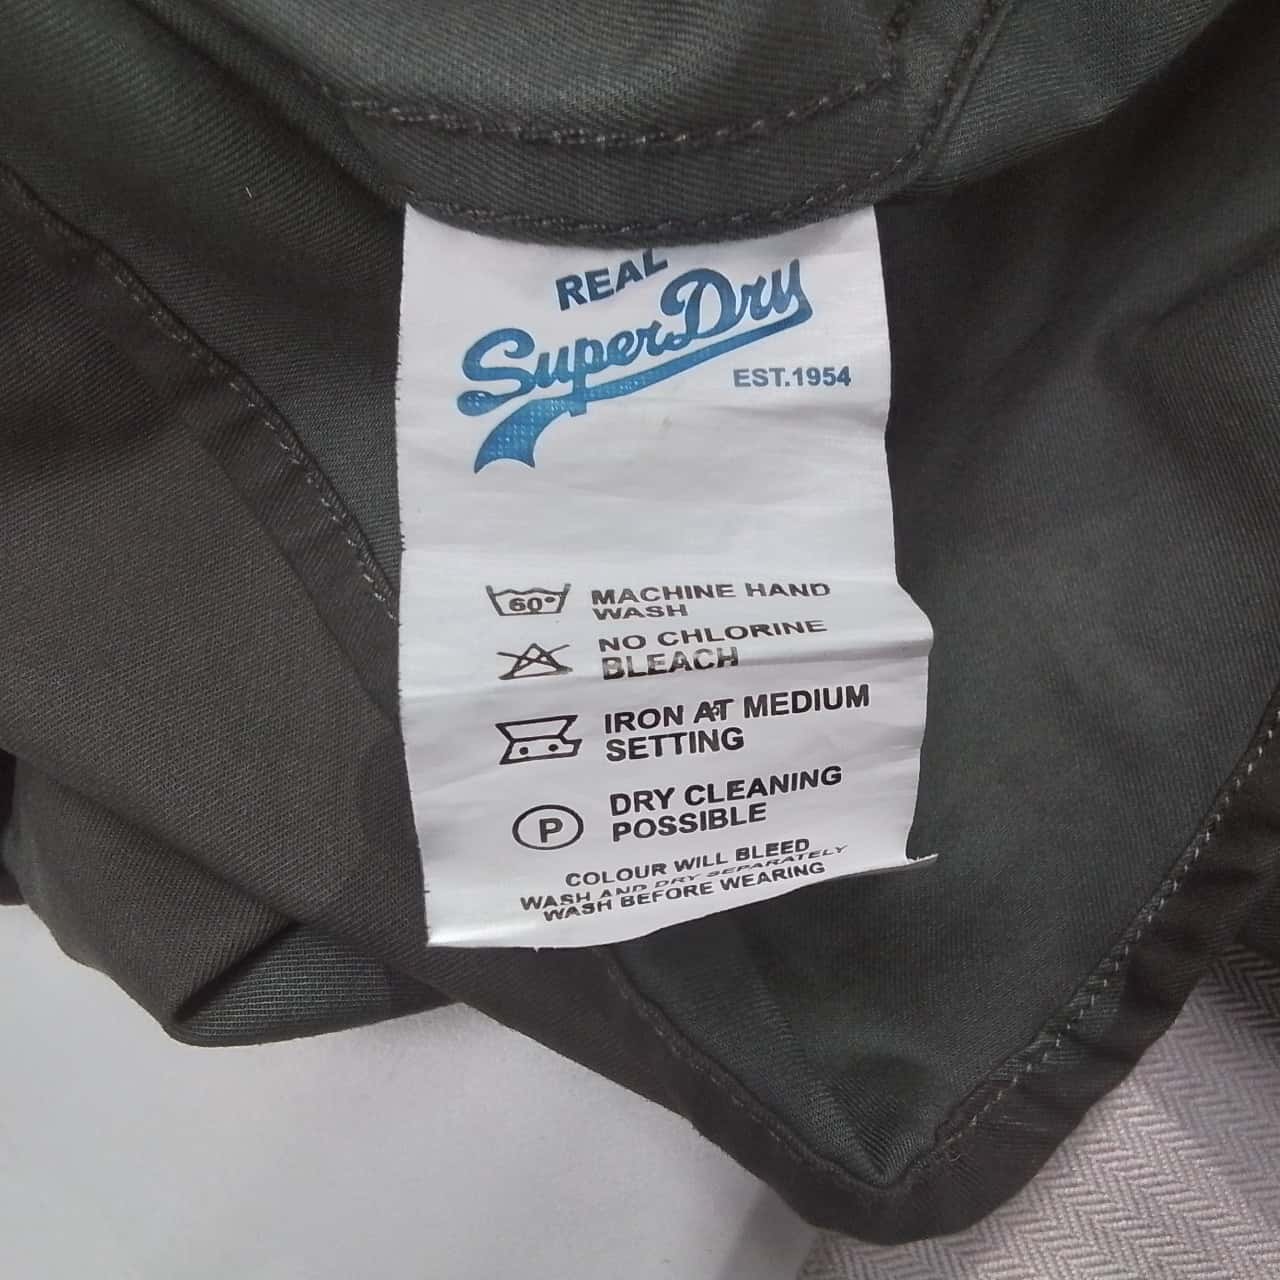 REAL
SuperDry
EST.1954
60° MACHINE HAND
WASH
NO CHLORINE
BLEACH
IRON AT MEDIUM
SETTING
P DRY CLEANING
POSSIBLE
COLOUR WILL BLEED
WASH AND DRY SEPARATELY
WASH BEFORE WEARING